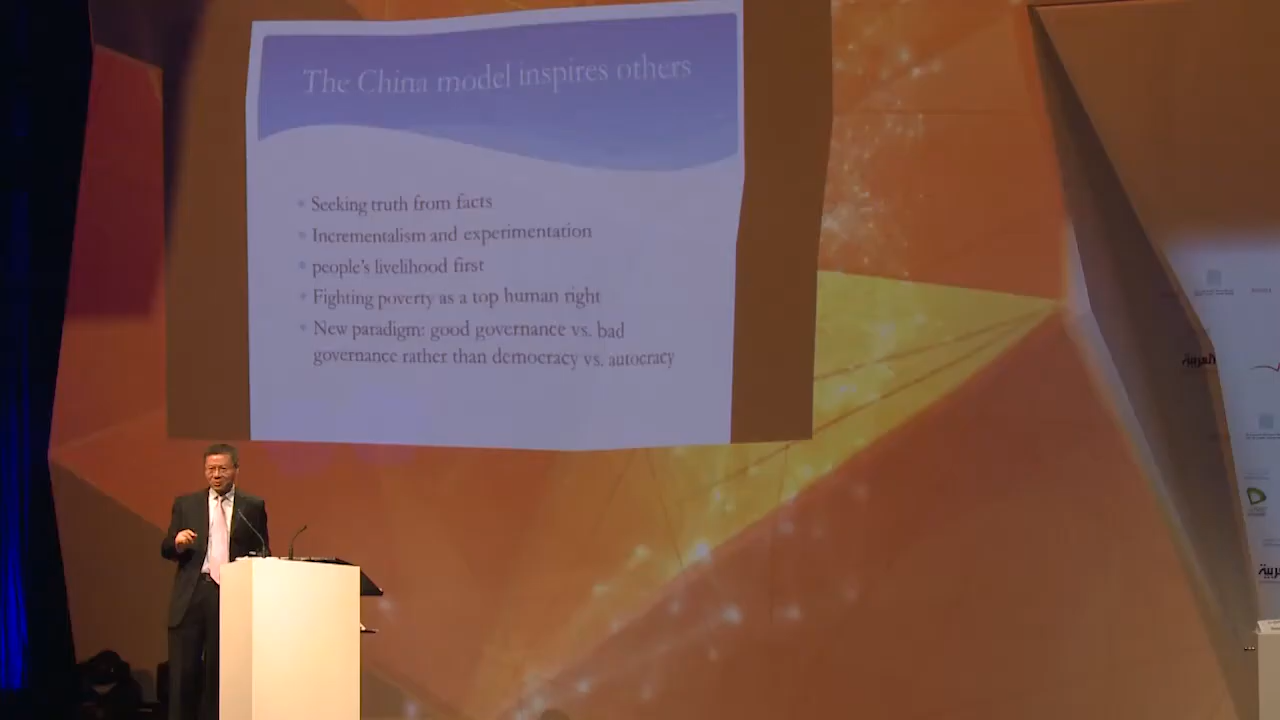 The China model inspires others
Seeking truth from facts
Incrementalism and experimentation
people's livelihood first
Fighting poverty as a top human right
New paradigm: good governance vs. bad
governance rather than democracy vs. autocracy
العربية